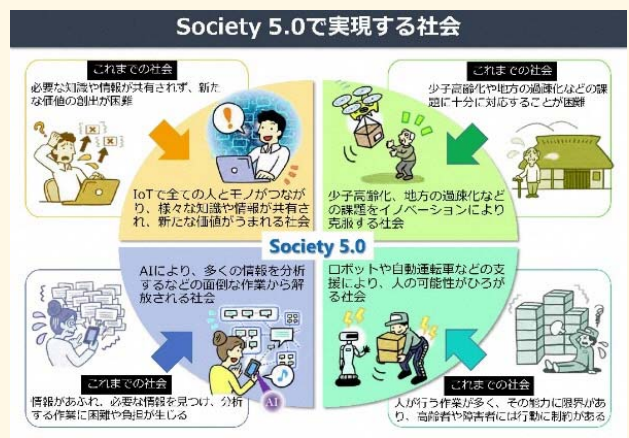 Society 5.0で実現する社会
これまでの社会
必要な知識や情報が共有されず、新た
な価値の創出が困難
IoTで全ての人とモノがつなが
り、様々な知識や情報が共有さ
れ、新たな価値がうまれる社会
これまでの社会
少子高齢化や地方の過疎化などの課
題に十分に対応することが困難
少子高齢化、地方の過疎化など
の課題をイノベーションにより
克服する社会
Society 5.0
AIにより、多くの情報を分析
するなどの面倒な作業から解
放される社会
AI
これまでの社会
情報があふれ、必要な情報を見つけ、分析
する作業に困難や負担が生じる
ロボットや自動運転車などの支
援により、人の可能性がひろが
る社会
これまでの社会
人が行う作業が多く、その能力に限界があ
り、高齢者や障害者には行動に制約がある